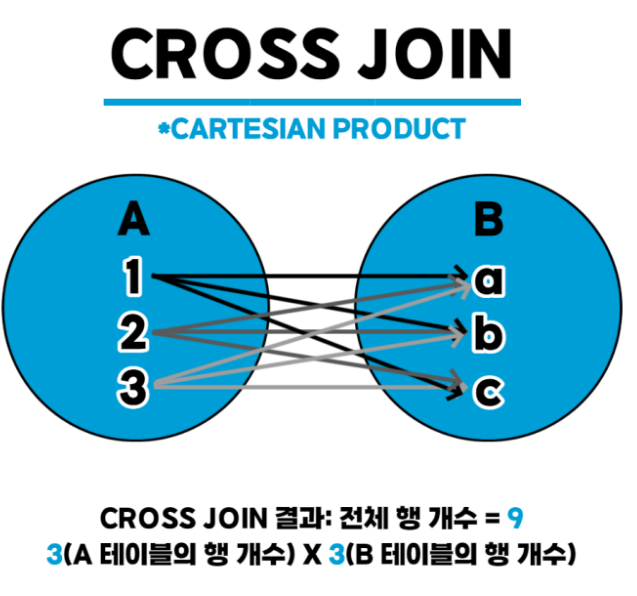 CROSS JOIN
*CARTESIAN PRODUCT
A B
1 a
2 b
3 c
CROSS JOIN 결과: 전체 행 개수 = 9
3(A 테이블의 행 개수) X 3(B 테이블의 행 개수)